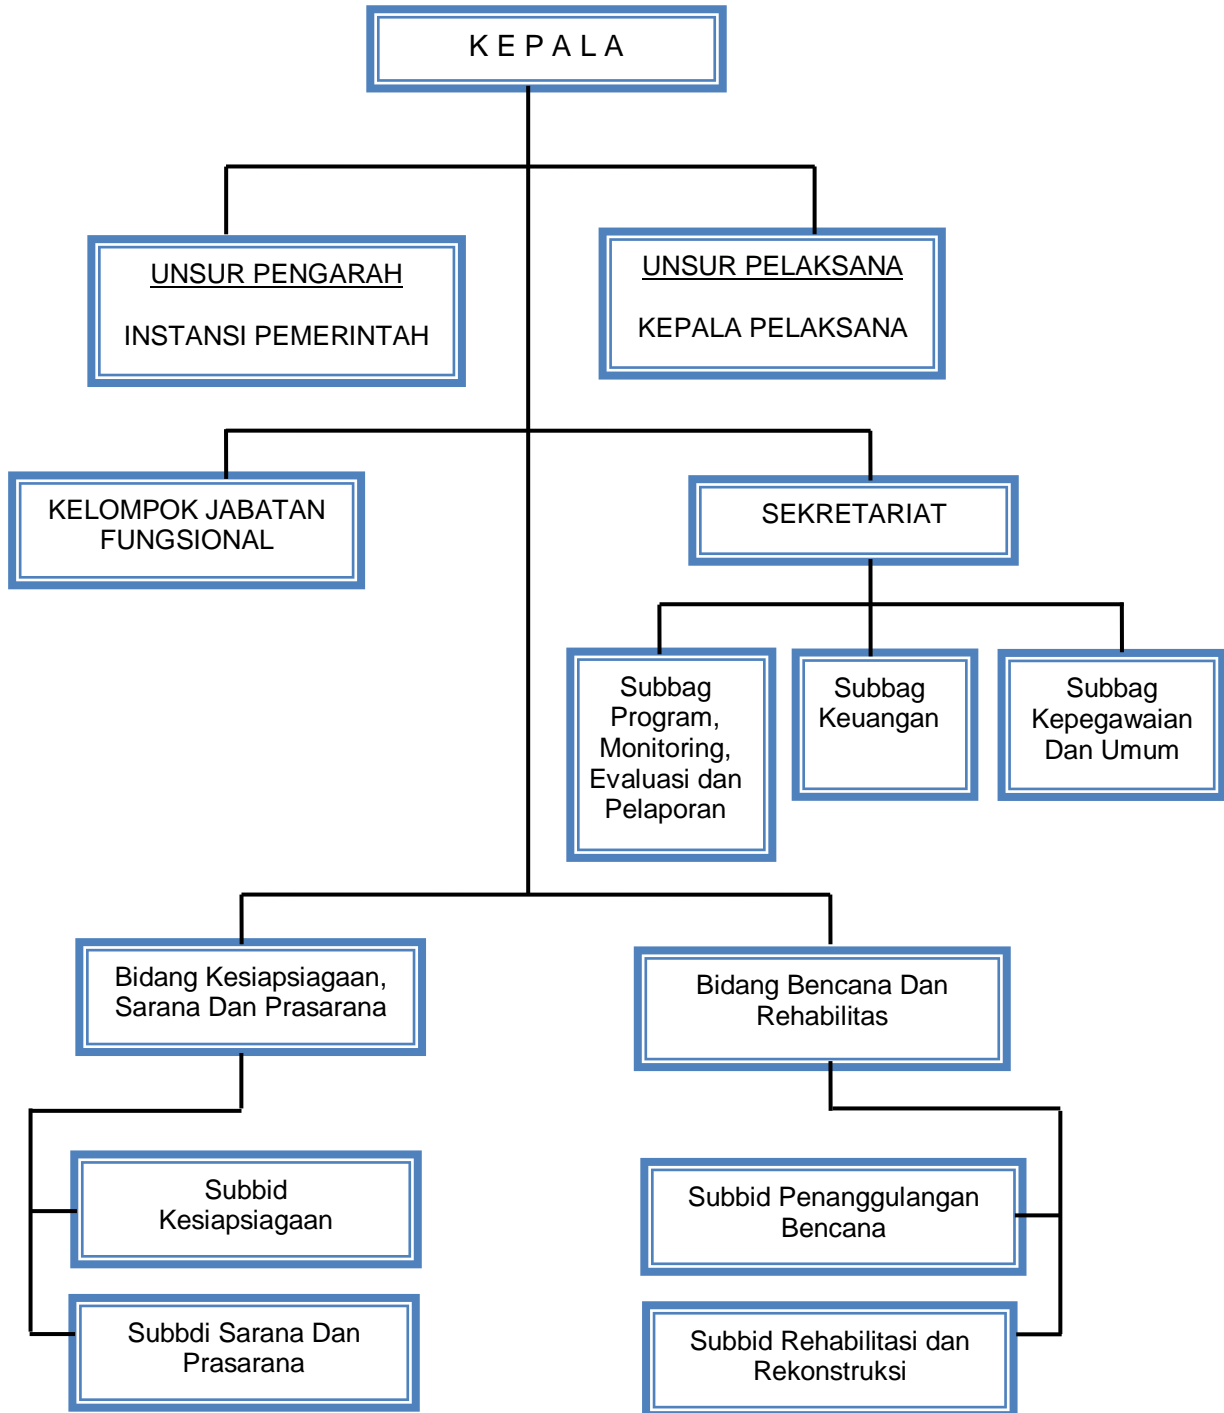 K E P A L A
UNSUR PENGARAH
INSTANSI PEMERINTAH
UNSUR PELAKSANA
KEPALA PELAKSANA
KELOMPOK JABATAN
FUNGSIONAL
SEKRETARIAT
Subbag
Program,
Monitoring,
Evaluasi dan
Pelaporan
Subbag
Keuangan
Subbag
Kepegawaian
Dan Umum
Bidang Kesiapsiagaan,
Sarana Dan Prasarana
Bidang Bencana Dan
Rehabilitas
Subbid
Kesiapsiagaan
Subbid Penanggulangan
Bencana
Subbdi Sarana Dan
Prasarana
Subbid Rehabilitasi dan
Rekonstruksi